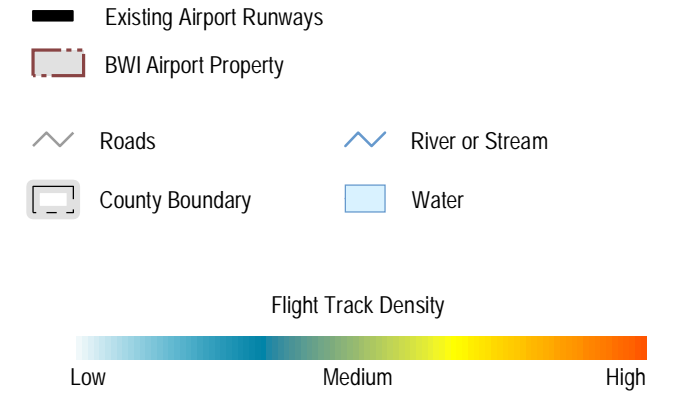 Existing Airport Runways
BWI Airport Property
Roads
River or Stream
County Boundary
Water
Flight Track Density
Low Medium High